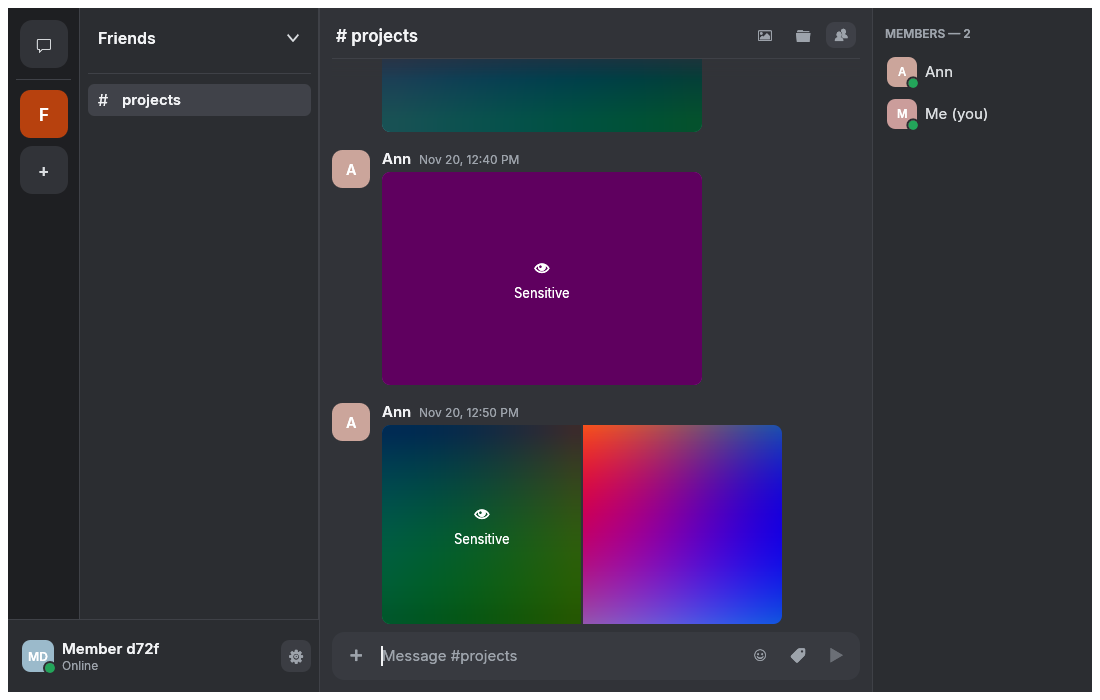 Friends
F
+
# projects
# projects
Ann Nov 20, 12:40 PM
A
Sensitive
Ann Nov 20, 12:50 PM
A
Sensitive
Message #projects
MEMBERS — 2
A Ann
M Me (you)
MD Member d72f
Online